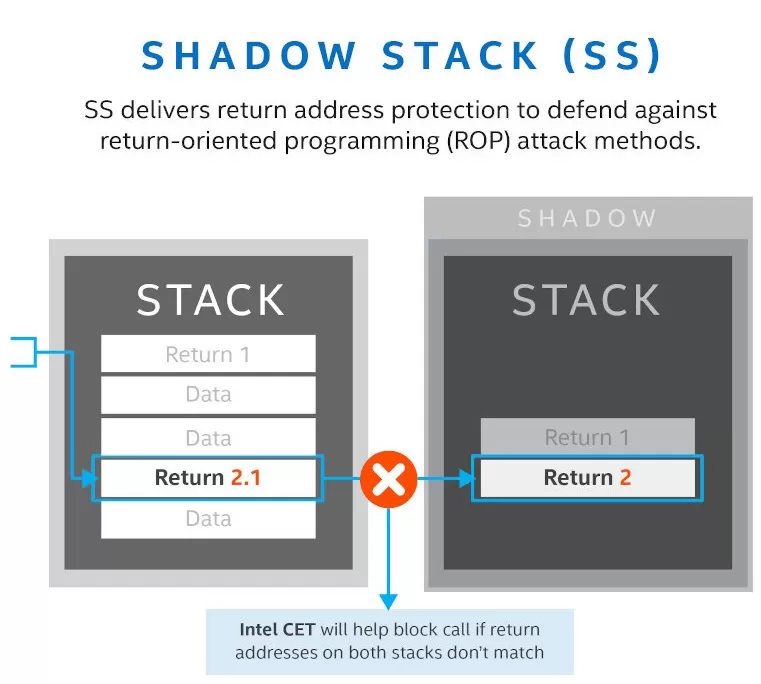 SHADOW STACK (SS)
SS delivers return address protection to defend against
return-oriented programming (ROP) attack methods.
STACK
Return 1
Data
Data
Return 2.1
Data
SHADOW
STACK
Return 1
Return 2
Intel CET will help block call if return
addresses on both stacks don’t match